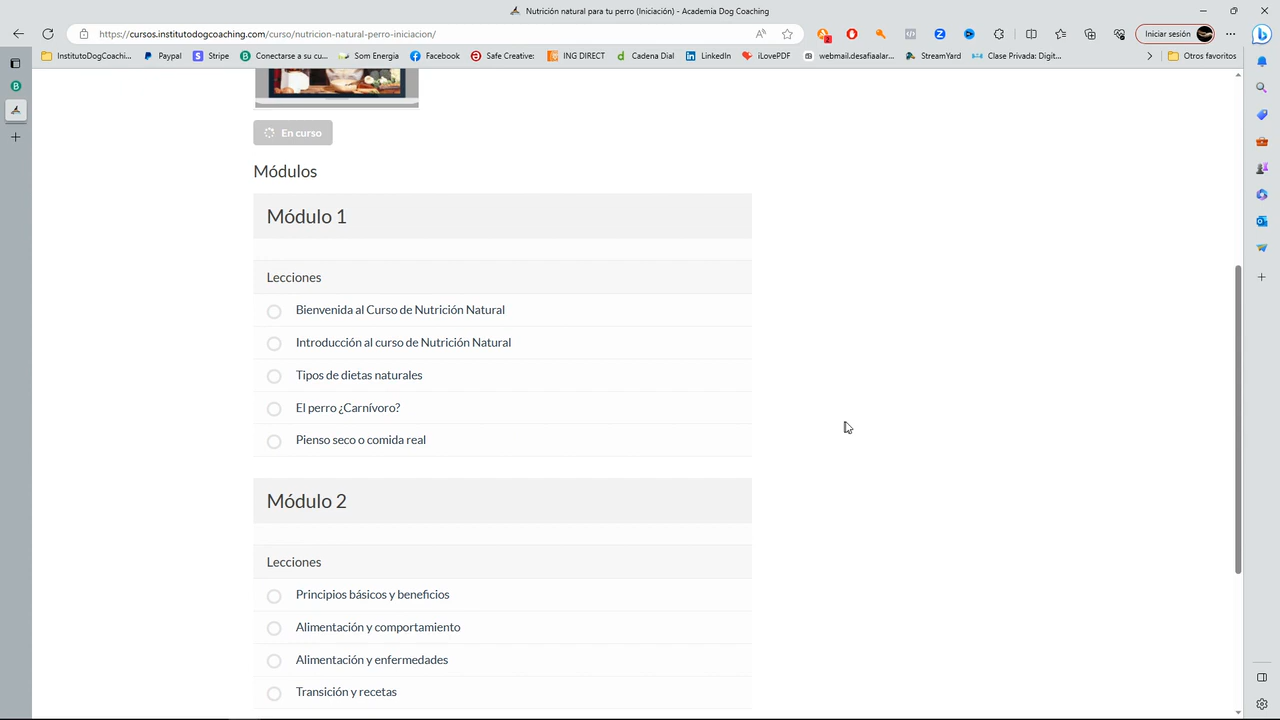 Nutrición natural para tu perro (Iniciación) - Academia Dog Coaching
https://cursos.institutodogcoaching.com/curso/nutricion-natural-perro-iniciacion/
Iniciar sesión
InstitutoDogCoachi...
Paypal
Stripe
Conectarse a su cu...
Som Energia
Facebook
Safe Creative:
ING DIRECT
Cadena Dial
LinkedIn
iLovePDF
webmail.desafiaalar...
StreamYard
Clase Privada: Digit...
Otros favoritos
En curso
Módulos
Módulo 1
Lecciones
Bienvenida al Curso de Nutrición Natural
Introducción al curso de Nutrición Natural
Tipos de dietas naturales
El perro ¿Carnívoro?
Pienso seco o comida real
Módulo 2
Lecciones
Principios básicos y beneficios
Alimentación y comportamiento
Alimentación y enfermedades
Transición y recetas